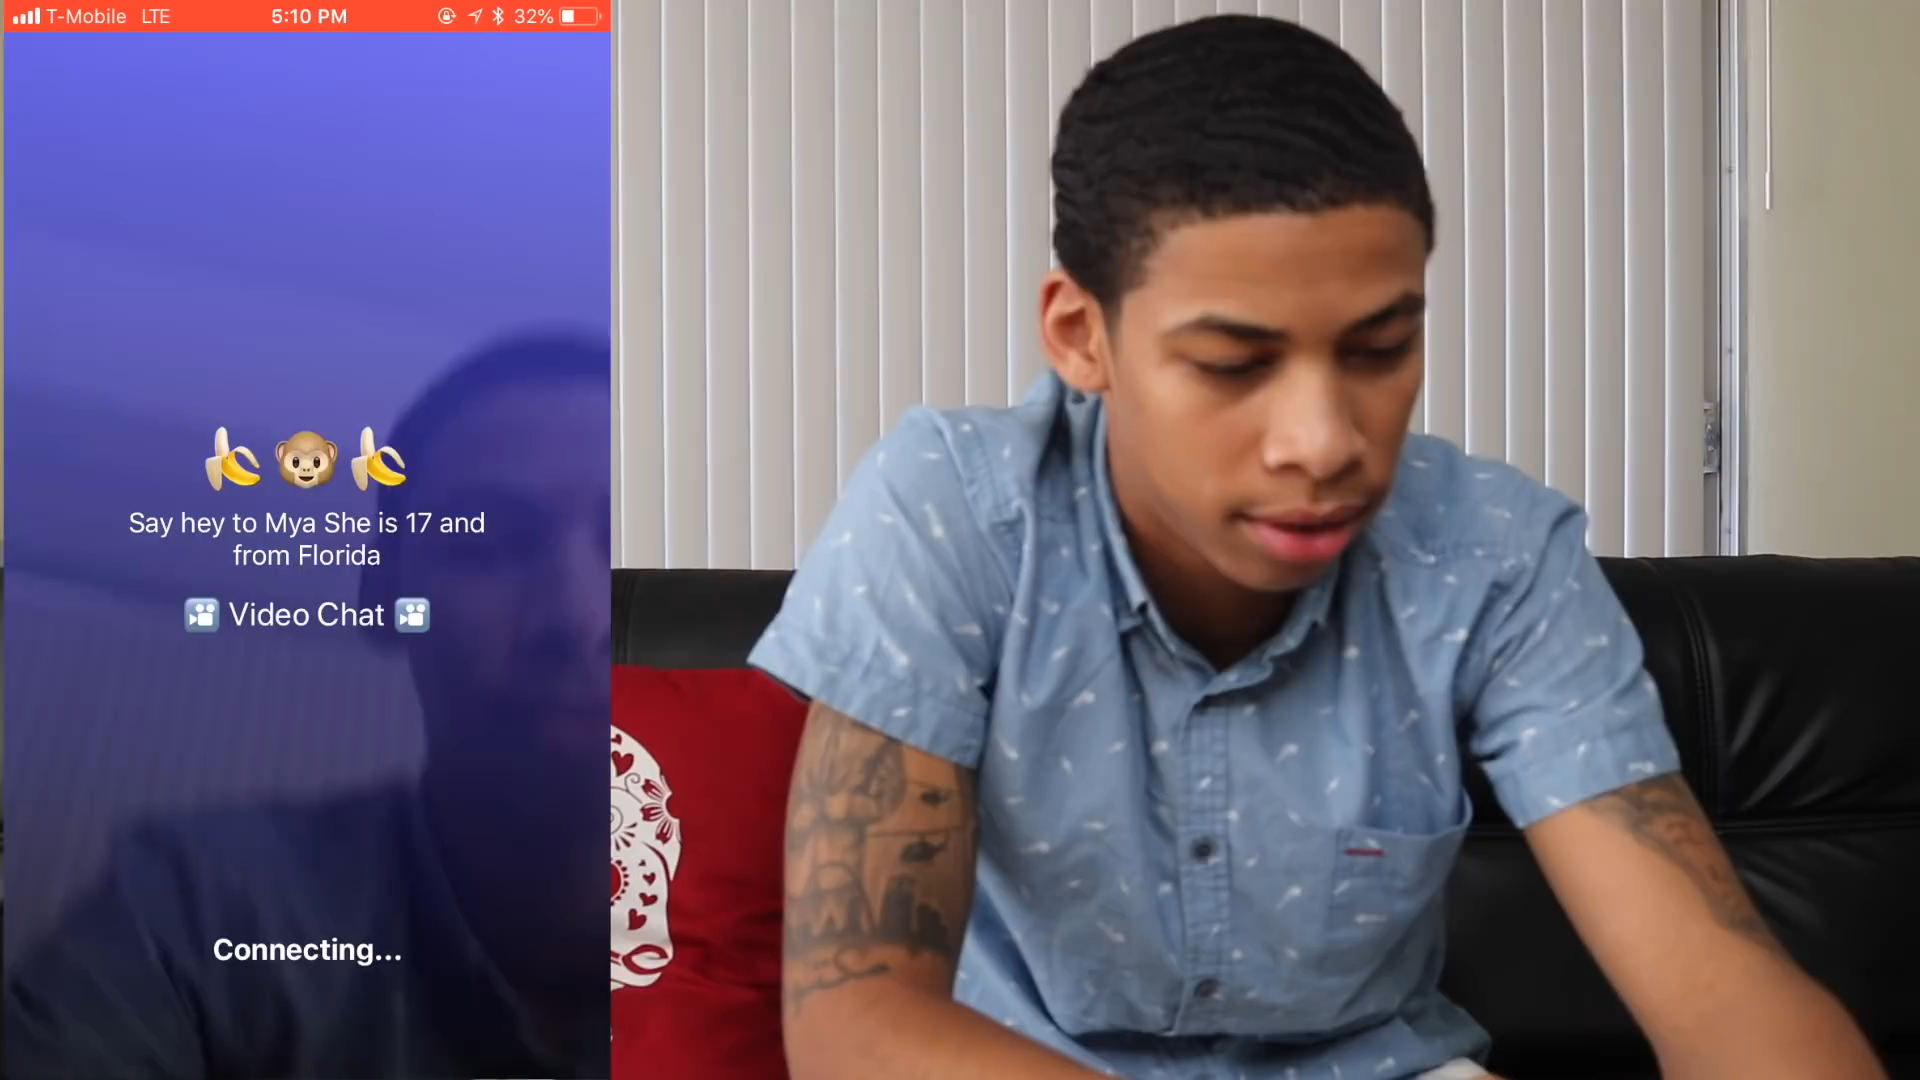 T-Mobile LTE 5:10 PM 32%
Say hey to Mya She is 17 and
from Florida
Video Chat
Connecting...